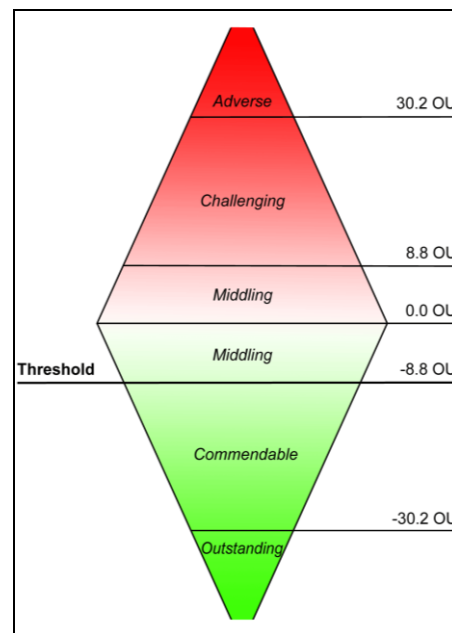 Adverse
30.2 OU
Challenging
8.8 OU
Middling
0.0 OU
Middling
Threshold
-8.8 OU
Commendable
-30.2 OU
Outstanding